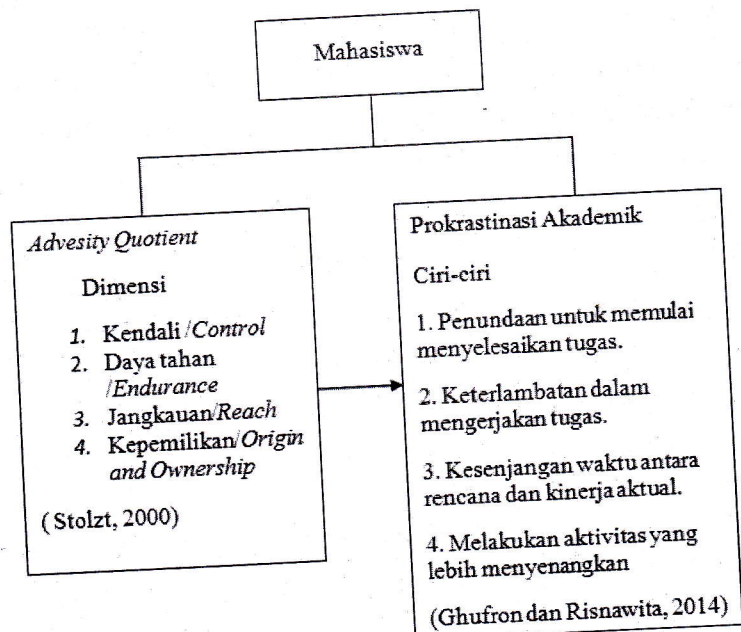 Mahasiswa
Advesity Quotient
Dimensi
1. Kendali /Control
2. Daya tahan
/Endurance
3. Jangkauan/Reach
4. Kepemilikan/Origin
and Ownership
( Stolzt, 2000)
Prokrastinasi Akademik
Ciri-ciri
1. Penundaan untuk memulai
menyelesaikan tugas.
2. Keterlambatan dalam
mengerjakan tugas.
3. Kesenjangan waktu antara
rencana dan kinerja aktual.
4. Melakukan aktivitas yang
lebih menyenangkan
(Ghufron dan Risnawita, 2014)